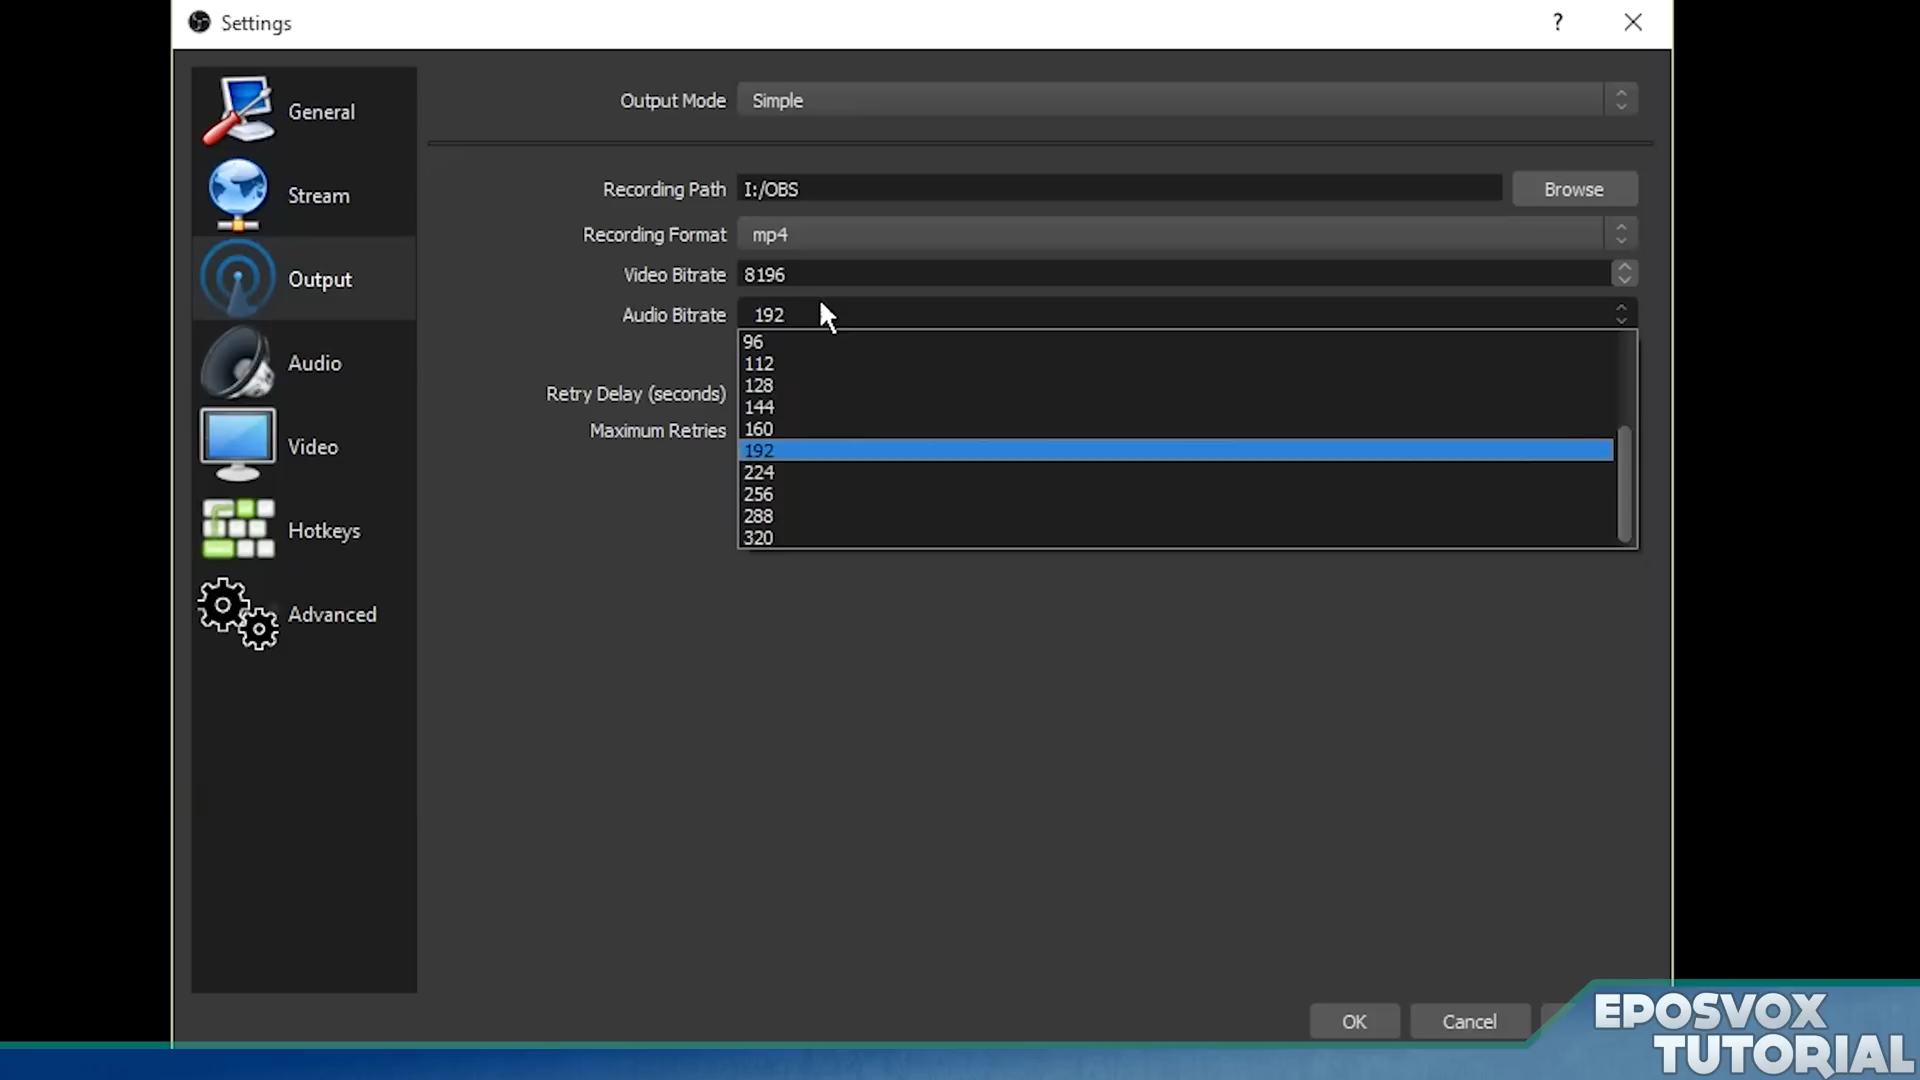 Settings
?
General
Stream
Output
Audio
Video
Hotkeys
Advanced
Output Mode Simple
Recording Path I:/OBS Browse
Recording Format mp4
Video Bitrate 8196
Audio Bitrate 192
96
112
128
144
160
192
224
256
288
320
Retry Delay (seconds)
Maximum Retries
OK Cancel
EPOSVOX
TUTORIAL